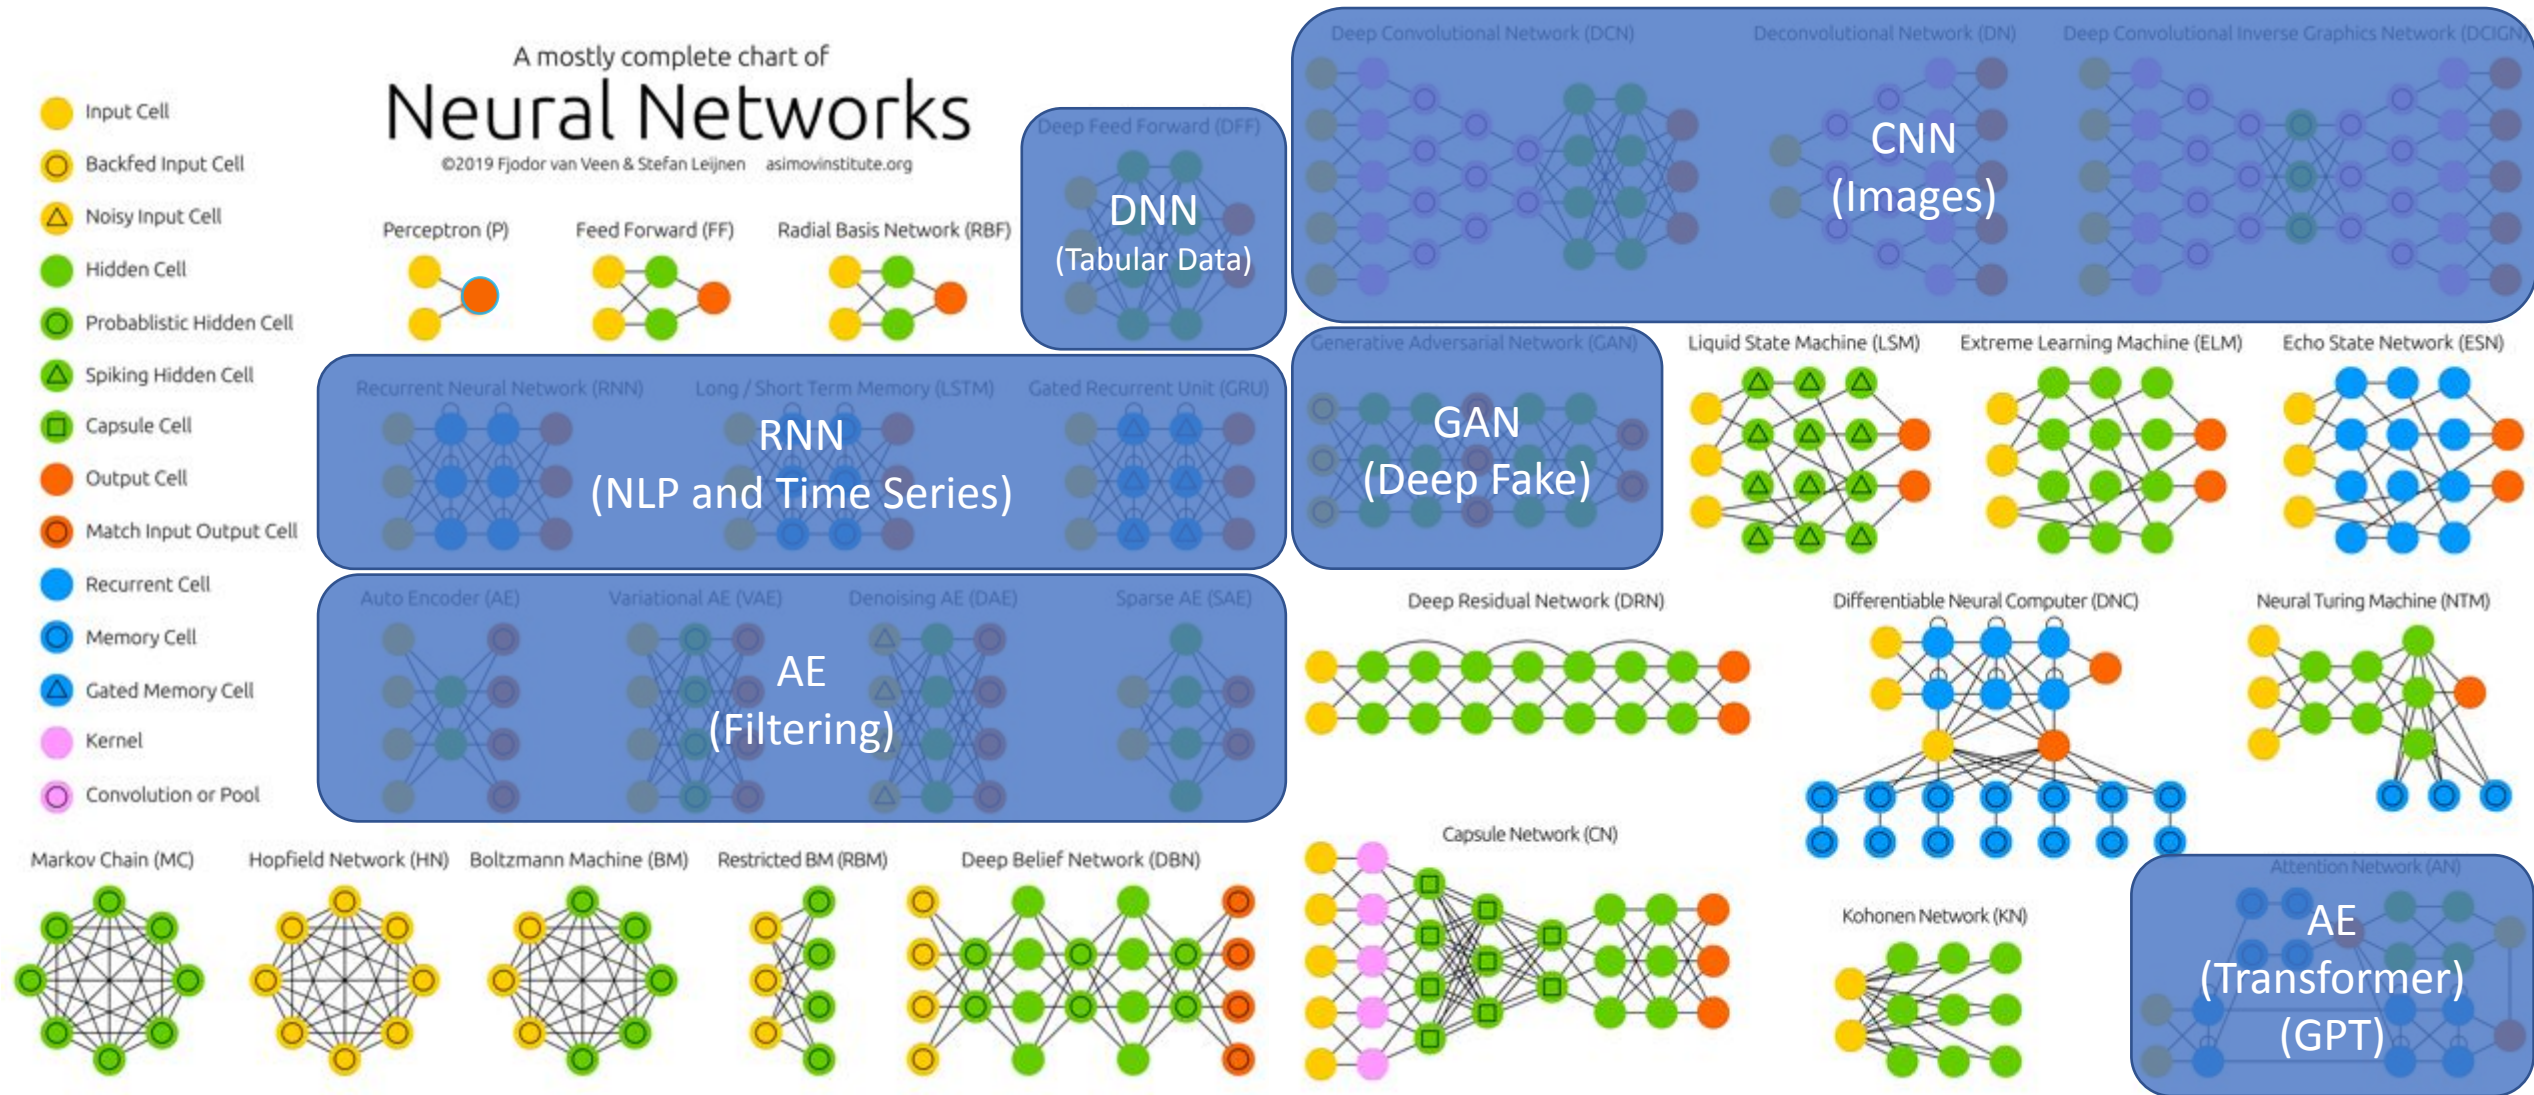 A mostly complete chart of
Neural Networks
©2019 Fjodor van Veen & Stefan Leijnen asimovinstitute.org
Input Cell
Backfed Input Cell
Noisy Input Cell
Hidden Cell
Probablistic Hidden Cell
Spiking Hidden Cell
Capsule Cell
Output Cell
Match Input Output Cell
Recurrent Cell
Memory Cell
Gated Memory Cell
Kernel
Convolution or Pool
Perceptron (P)
Feed Forward (FF)
Radial Basis Network (RBF)
Deep Feed Forward (DFF)
DNN
(Tabular Data)
Deep Convolutional Network (DCN)
Deconvolutional Network (DN)
Deep Convolutional Inverse Graphics Network (DCIGN)
CNN
(Images)
Recurrent Neural Network (RNN)
Long / Short Term Memory (LSTM)
Gated Recurrent Unit (GRU)
RNN
(NLP and Time Series)
Generative Adversarial Network (GAN)
GAN
(Deep Fake)
Liquid State Machine (LSM)
Extreme Learning Machine (ELM)
Echo State Network (ESN)
Auto Encoder (AE)
Variational AE (VAE)
Denoising AE (DAE)
Sparse AE (SAE)
AE
(Filtering)
Deep Residual Network (DRN)
Differentiable Neural Computer (DNC)
Neural Turing Machine (NTM)
Markov Chain (MC)
Hopfield Network (HN)
Boltzmann Machine (BM)
Restricted BM (RBM)
Deep Belief Network (DBN)
Capsule Network (CN)
Kohonen Network (KN)
Attention Network (AN)
AE
(Transformer)
(GPT)